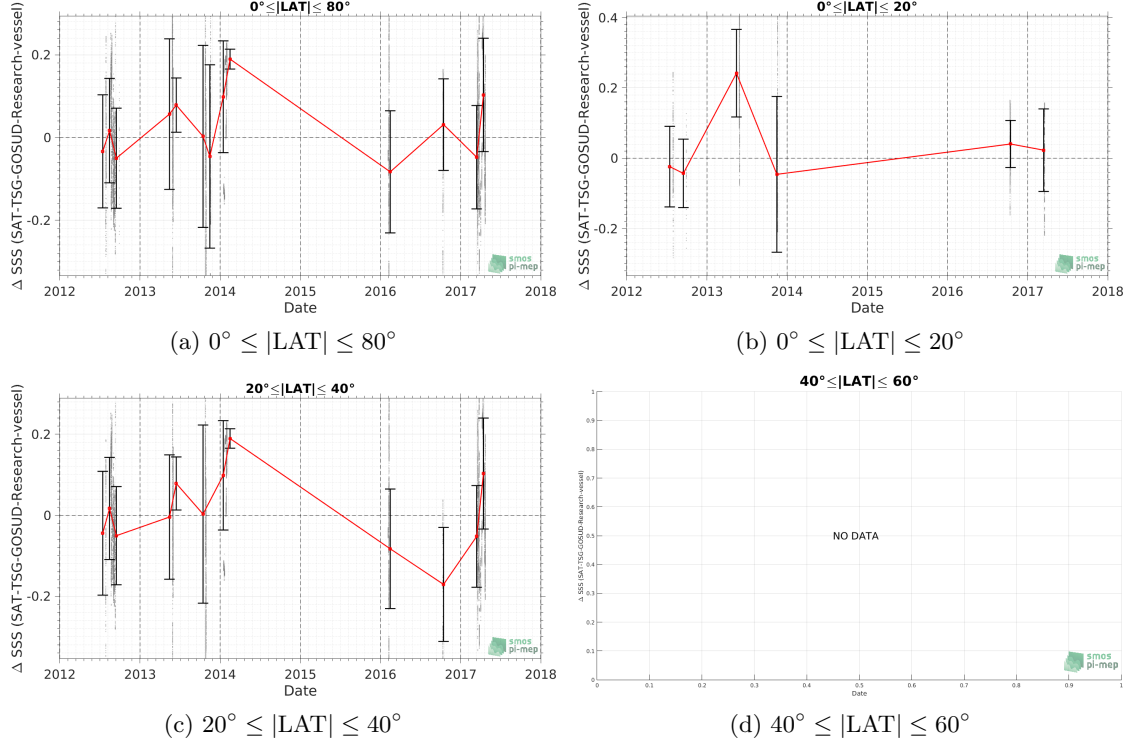 0°≤|LAT|≤ 80°
Δ SSS (SAT-TSG-GOSUD-Research-vessel)
0.2
0
-0.2
2012 2013 2014 2015 2016 2017 2018
Date
smos
pi-mep
(a) 0° ≤ |LAT| ≤ 80°
0°≤|LAT|≤ 20°
Δ SSS (SAT-TSG-GOSUD-Research-vessel)
0.4
0.2
0
-0.2
2012 2013 2014 2015 2016 2017 2018
Date
smos
pi-mep
(b) 0° ≤ |LAT| ≤ 20°
20°≤|LAT|≤ 40°
Δ SSS (SAT-TSG-GOSUD-Research-vessel)
0.2
0
-0.2
2012 2013 2014 2015 2016 2017 2018
Date
smos
pi-mep
(c) 20° ≤ |LAT| ≤ 40°
40°≤|LAT|≤ 60°
Δ SSS (SAT-TSG-GOSUD-Research-vessel)
1
0.9
0.8
0.7
0.6
0.5
0.4
0.3
0.2
0.1
0
NO DATA
0 0.1 0.2 0.3 0.4 0.5 0.6 0.7 0.8 0.9 1
Date
smos
pi-mep
(d) 40° ≤ |LAT| ≤ 60°